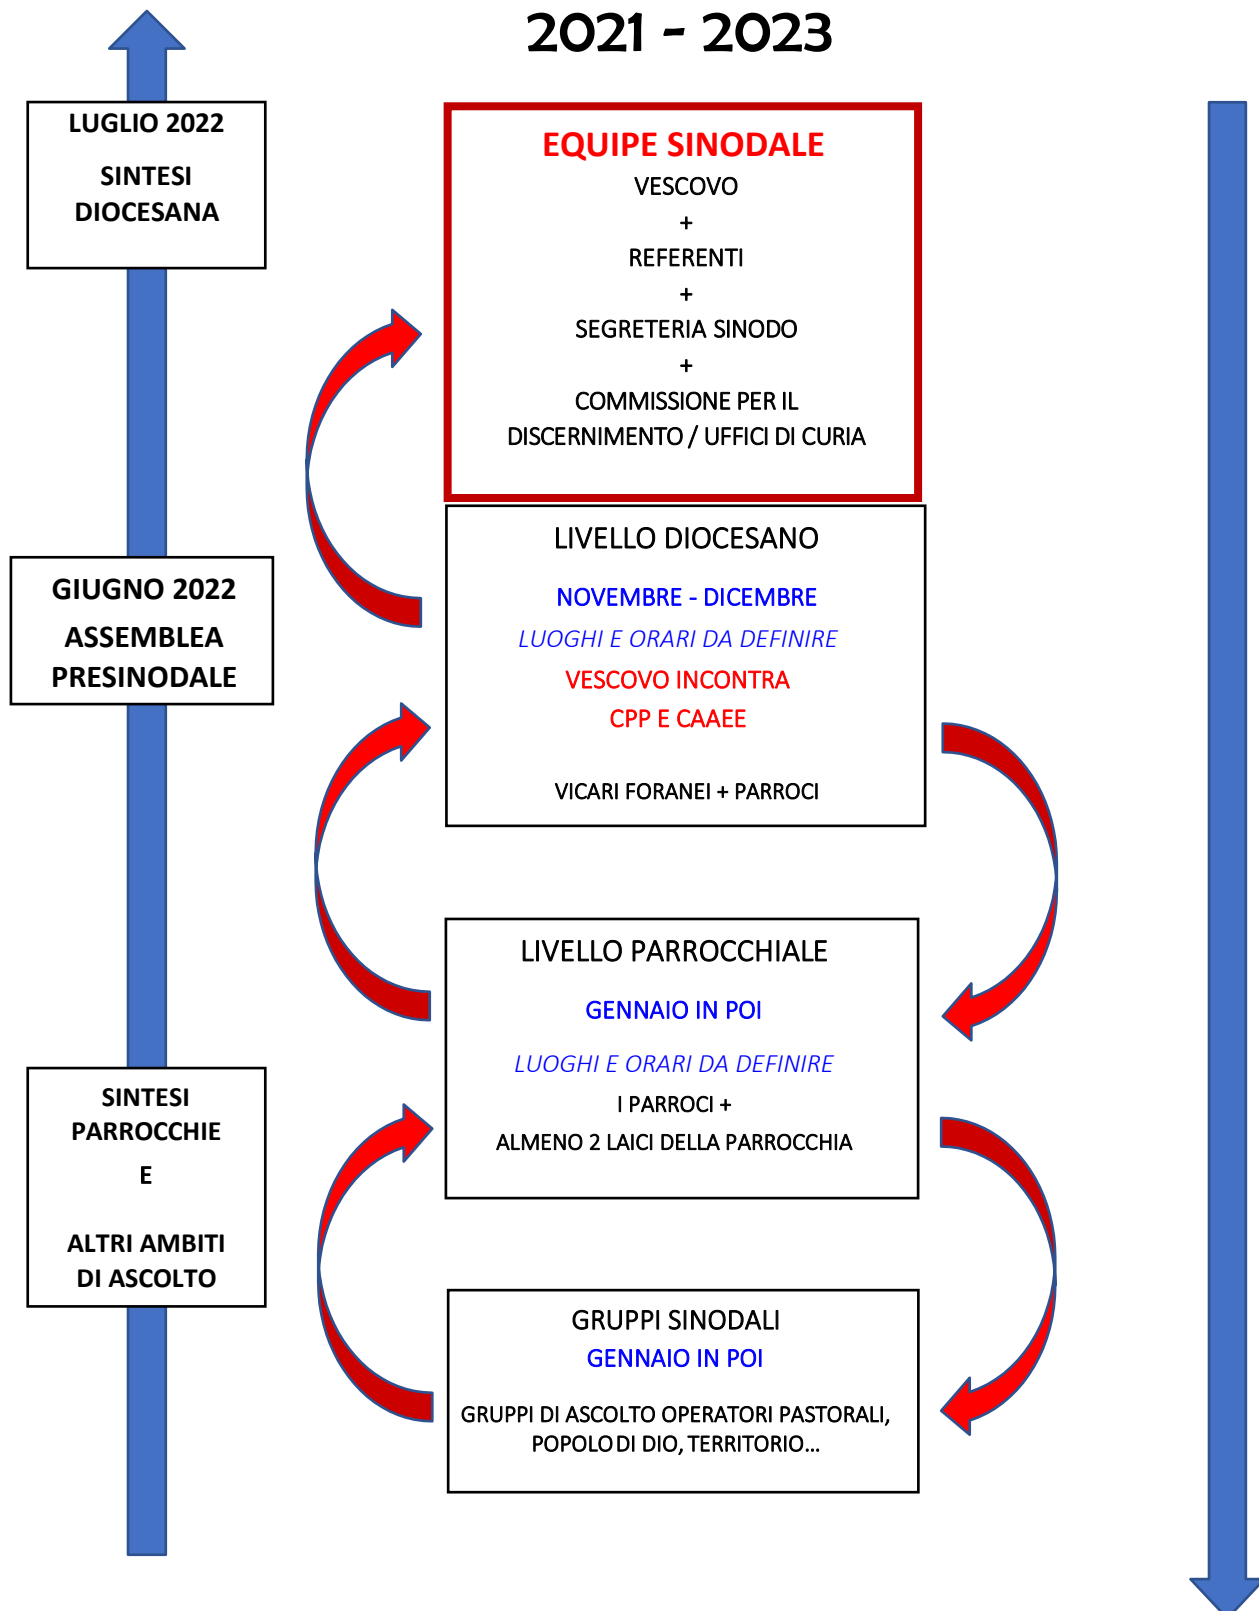 2021 - 2023
LUGLIO 2022
SINTESI
DIOCESANA
EQUIPE SINODALE
VESCOVO
+
REFERENTI
+
SEGRETERIA SINODO
+
COMMISSIONE PER IL
DISCERNIMENTO / UFFICI DI CURIA
GIUGNO 2022
ASSEMBLEA
PRESINODALE
LIVELLO DIOCESANO
NOVEMBRE - DICEMBRE
LUOGHI E ORARI DA DEFINIRE
VESCOVO INCONTRA
CPP E CAAEE
VICARI FORANEI + PARROCI
LIVELLO PARROCCHIALE
GENNAIO IN POI
LUOGHI E ORARI DA DEFINIRE
I PARROCI +
ALMENO 2 LAICI DELLA PARROCCHIA
SINTESI
PARROCCHIE
E
ALTRI AMBITI
DI ASCOLTO
GRUPPI SINODALI
GENNAIO IN POI
GRUPPI DI ASCOLTO OPERATORI PASTORALI,
POPOLO DI DIO, TERRITORIO...